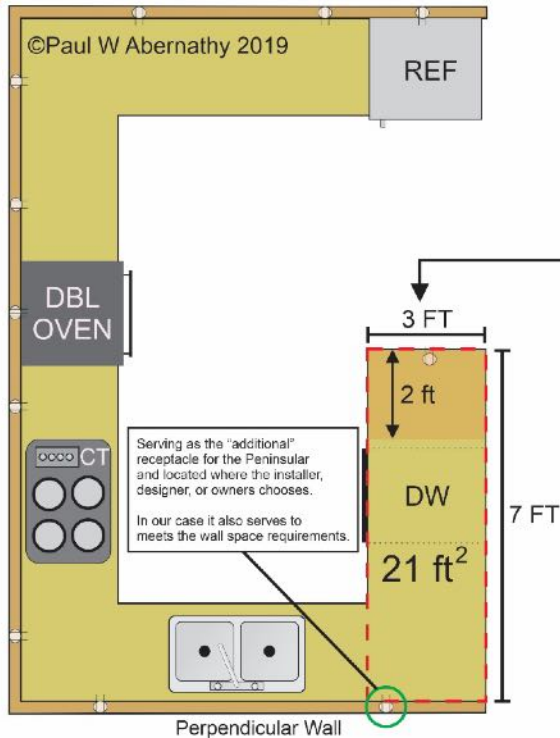 ©Paul W Abernathy 2019
REF
DBL
OVEN
3 FT
2 ft
CT
Serving as the "additional"
receptacle for the Peninsular
and located where the installer,
designer, or owners chooses.
In our case it also serves to
meets the wall space requirements.
DW
7 FT
21 ft²
Perpendicular Wall